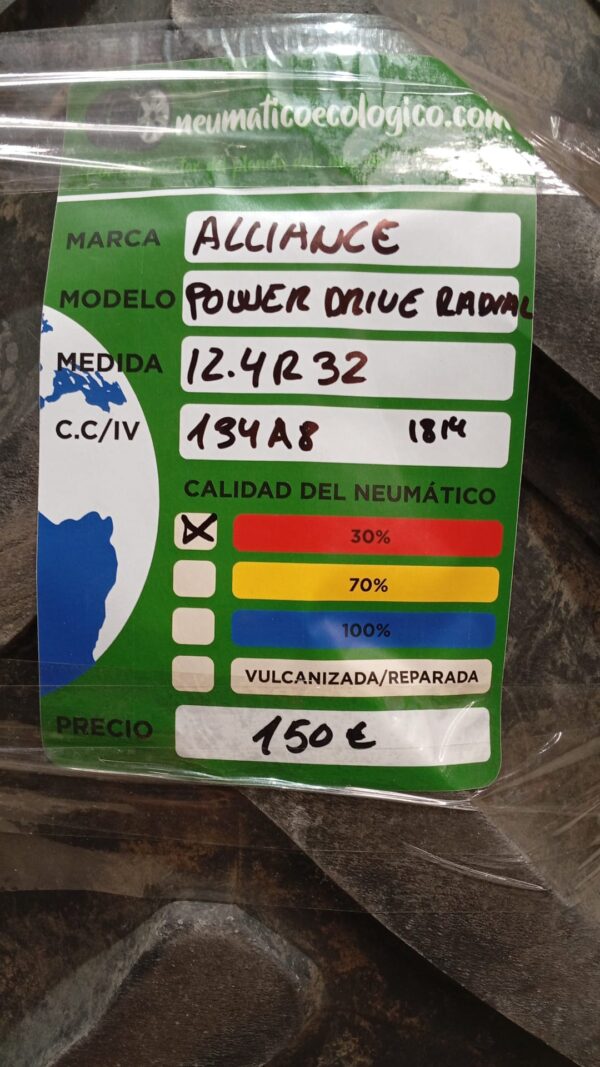 neumaticoecologico.com
MARCA ALLIANCE
MODELO POWER DRIVE RADIAL
MEDIDA 12.4R32
C.C/IV 134A8 1814
CALIDAD DEL NEUMÁTICO
X 30%
70%
100%
VULCANIZADA/REPARADA
PRECIO 150€